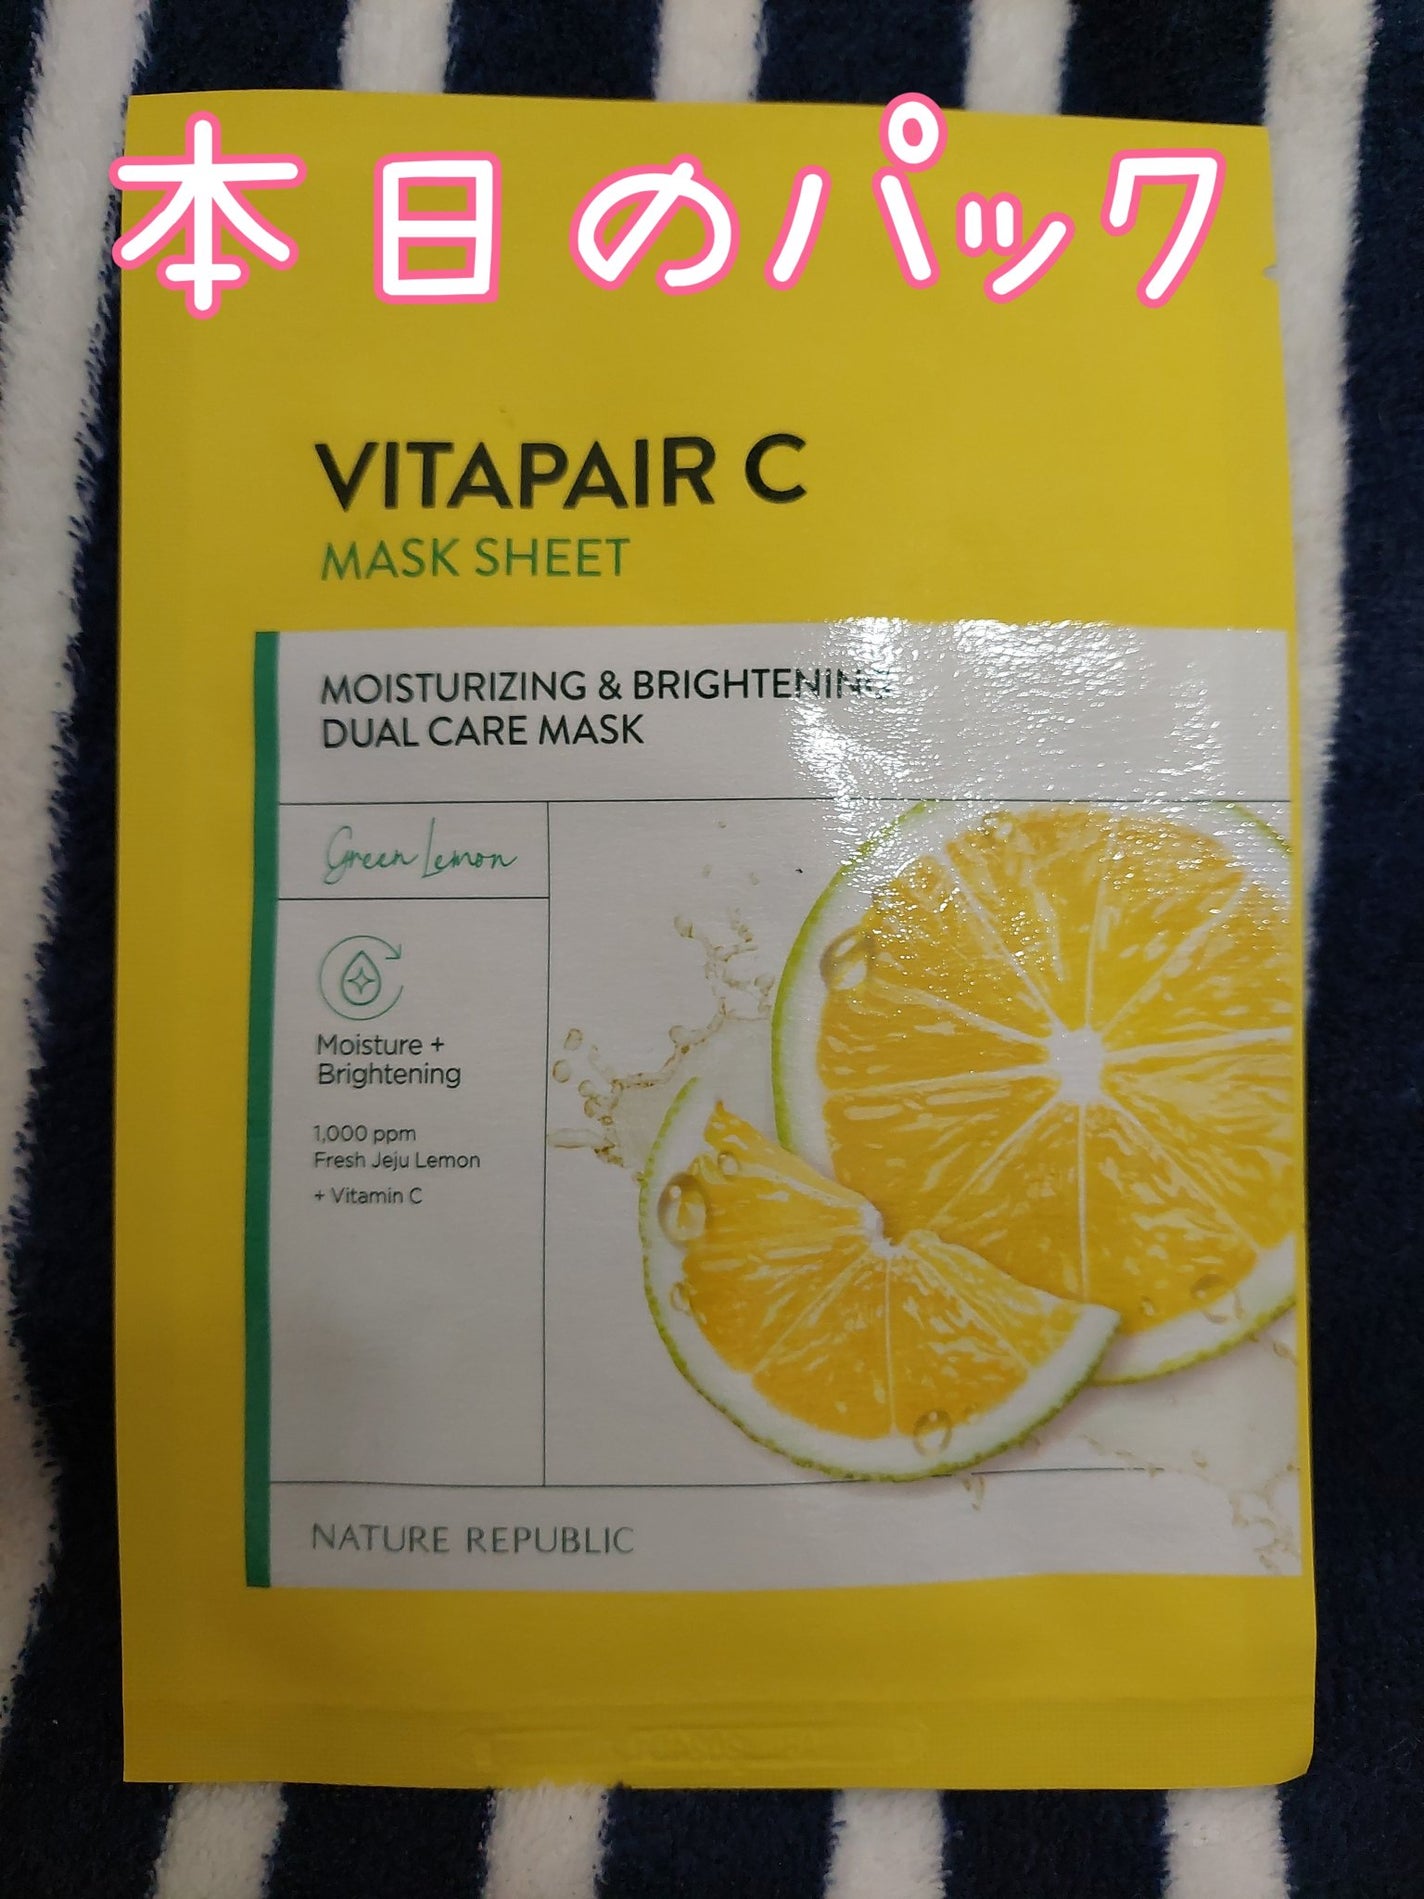 本日のパック
VITAPAIR C
MASK SHEET
MOISTURIZING & BRIGHTENING
DUAL CARE MASK
Green Lemon
Moisture +
Brightening
1,000 ppm
Fresh Jeju Lemon
+ Vitamin C
NATURE REPUBLIC